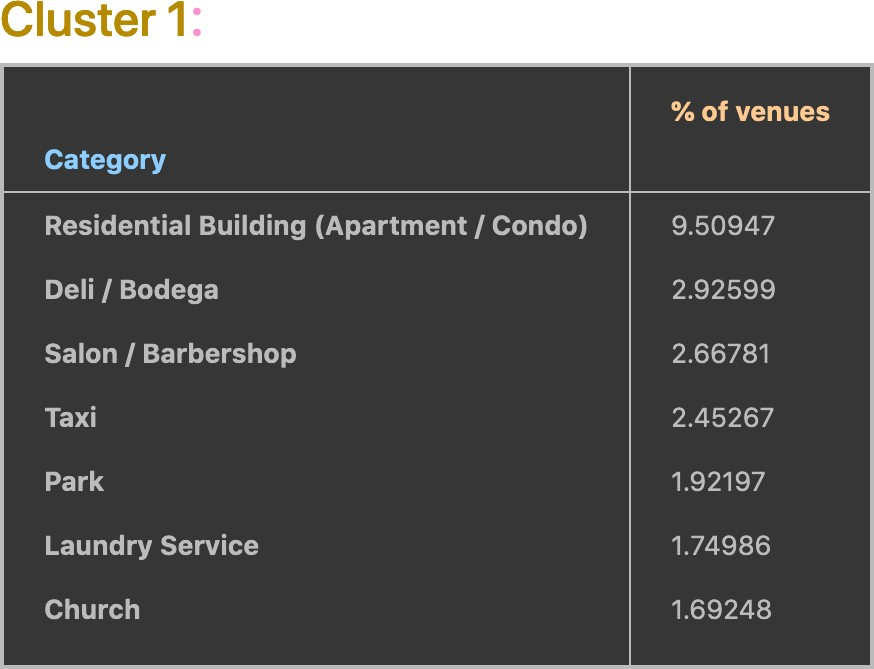 Cluster 1:
% of venues
Category
Residential Building (Apartment / Condo) 9.50947
Deli / Bodega 2.92599
Salon / Barbershop 2.66781
Taxi 2.45267
Park 1.92197
Laundry Service 1.74986
Church 1.69248